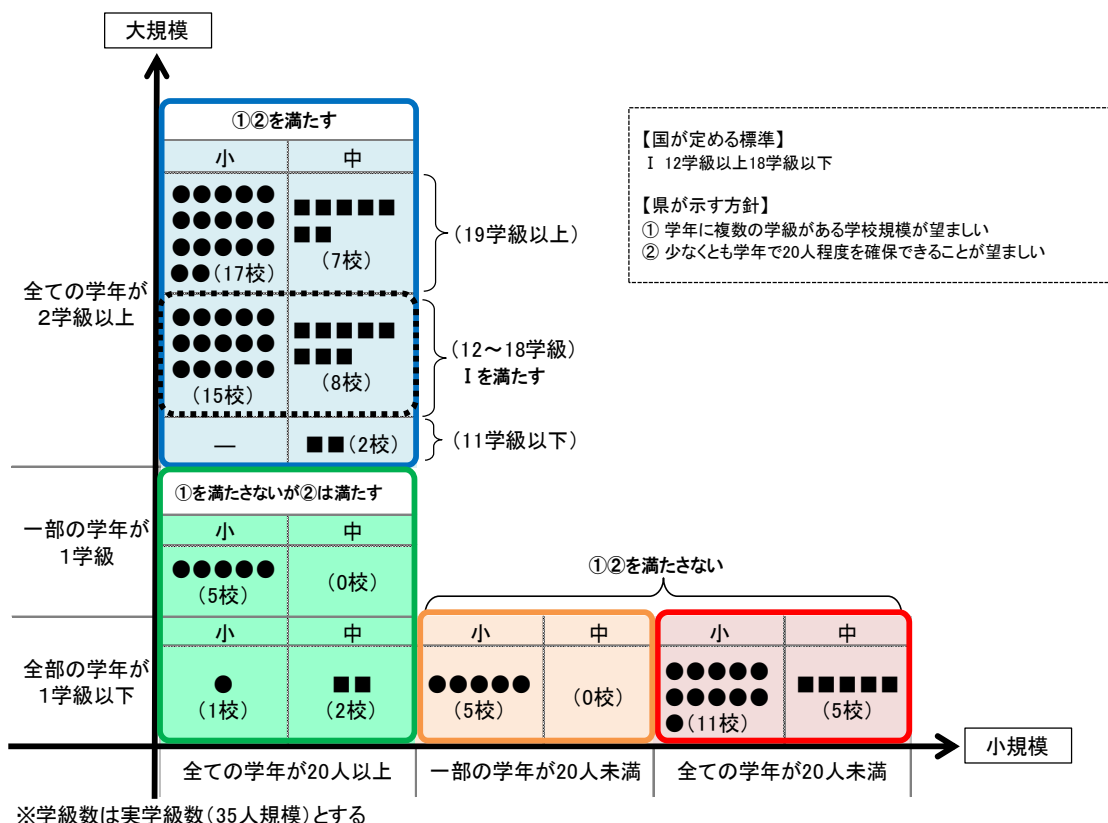 大規模
①②を満たす
小 中
●●●●● ■■■■■
●●●●● ■■
●●●●● (7校)
●●(17校)
(19学級以上)
全ての学年が
2学級以上
●●●●● ■■■■■
●●●●● ■■■
●●●●● (8校)
(15校)
(12～18学級)
Ⅰを満たす
― ■■(2校)
(11学級以下)
【国が定める標準】
Ⅰ 12学級以上18学級以下
【県が示す方針】
① 学年に複数の学級がある学校規模が望ましい
② 少なくとも学年で20人程度を確保できることが望ましい
①を満たさないが②は満たす
一部の学年が
1学級
小 中
●●●●●
(5校) (0校)
①②を満たさない
全部の学年が
1学級以下
小 中 小 中 小 中
● ■■ ●●●●● (0校) ●●●●● ■■■■■
(1校) (2校) (5校) ●●●●● (5校)
●(11校)
小規模
全ての学年が20人以上 一部の学年が20人未満 全ての学年が20人未満
※学級数は実学級数(35人規模)とする